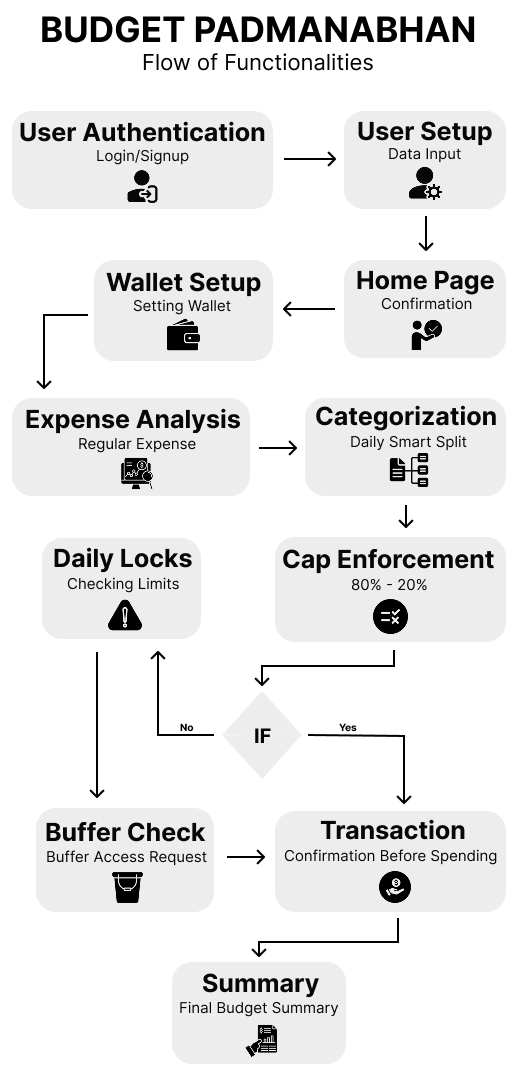 BUDGET PADMANABHAN
Flow of Functionalities
User Authentication
Login/Signup
User Setup
Data Input
Home Page
Confirmation
Wallet Setup
Setting Wallet
Expense Analysis
Regular Expense
Categorization
Daily Smart Split
Cap Enforcement
80% - 20%
Daily Locks
Checking Limits
IF
No
Yes
Buffer Check
Buffer Access Request
Transaction
Confirmation Before Spending
Summary
Final Budget Summary